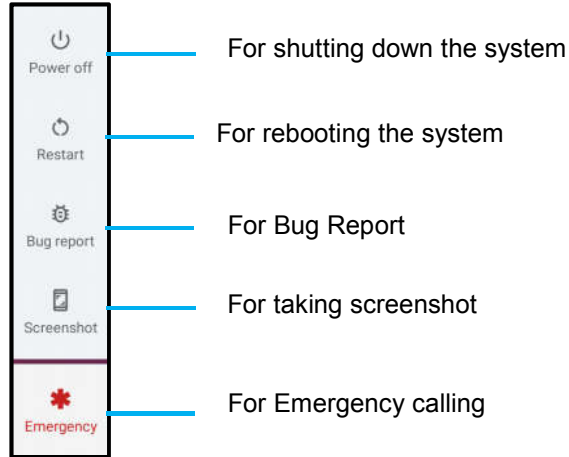 Power off
For shutting down the system
Restart
For rebooting the system
Bug report
For Bug Report
Screenshot
For taking screenshot
Emergency
For Emergency calling